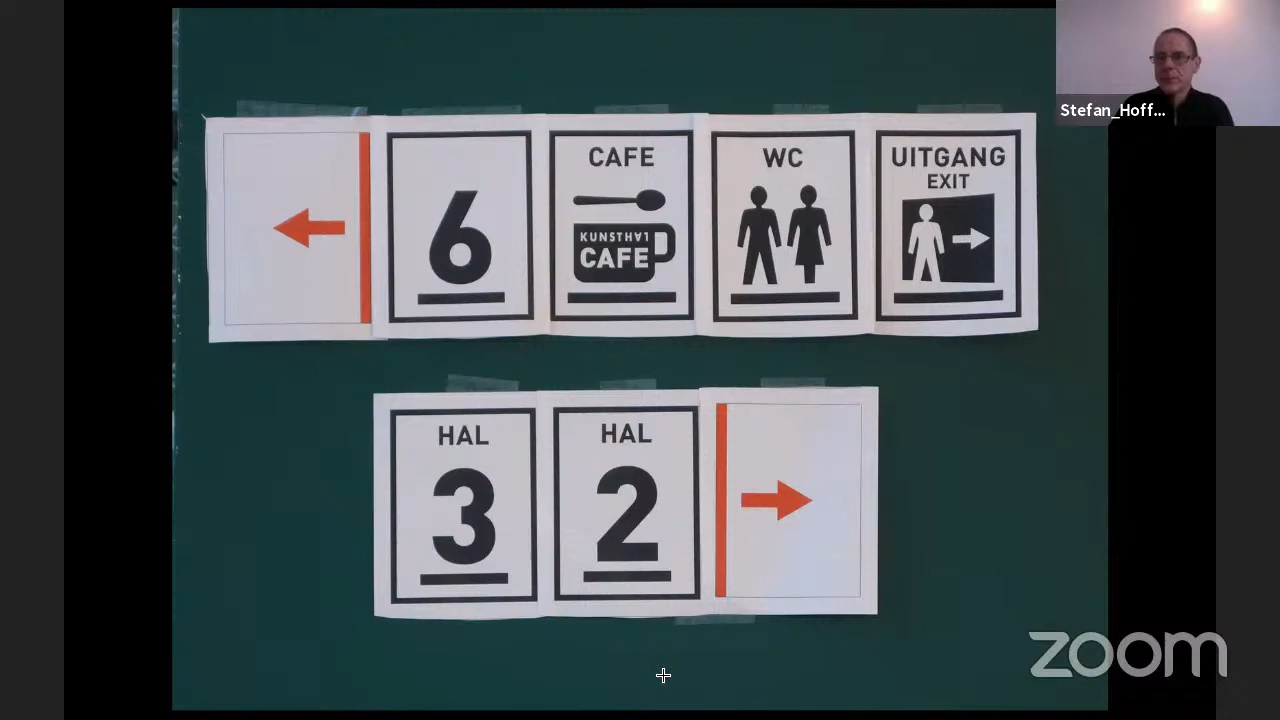 Stefan_Hoff...
6
CAFE
KUNSTHAL
CAFE
WC
UITGANG
EXIT
HAL
3
HAL
2
zoom